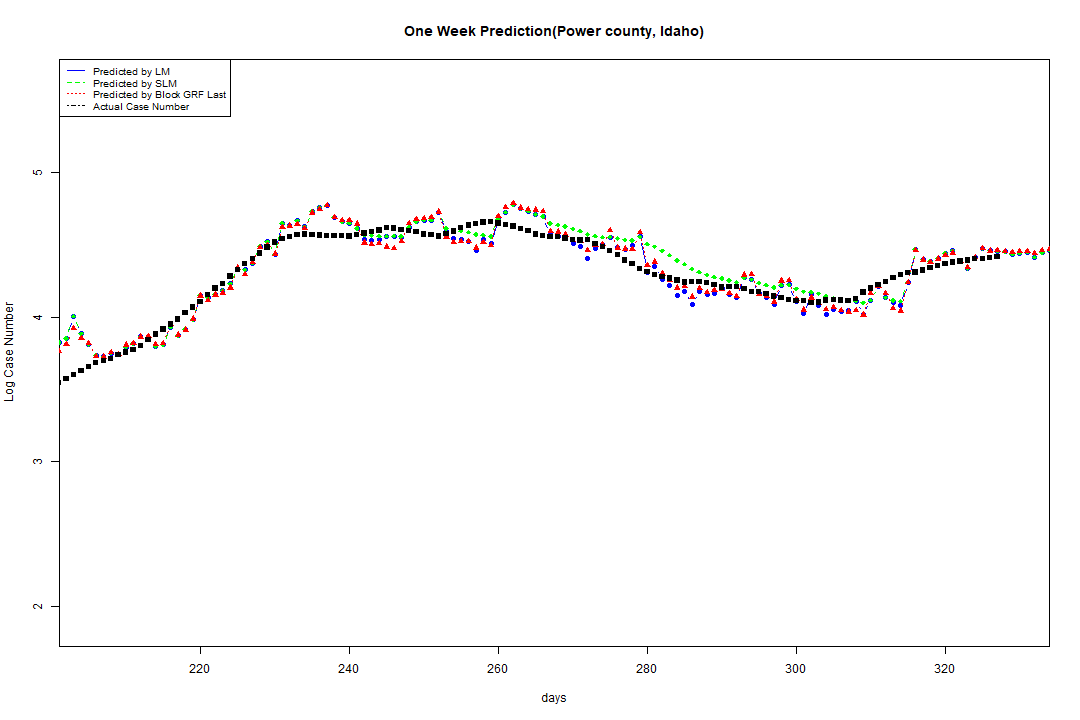 One Week Prediction(Power county, Idaho)
Predicted by LM
Predicted by SLM
Predicted by Block GRF Last
Actual Case Number
5
4
3
2
Log Case Number
220 240 260 280 300 320
days